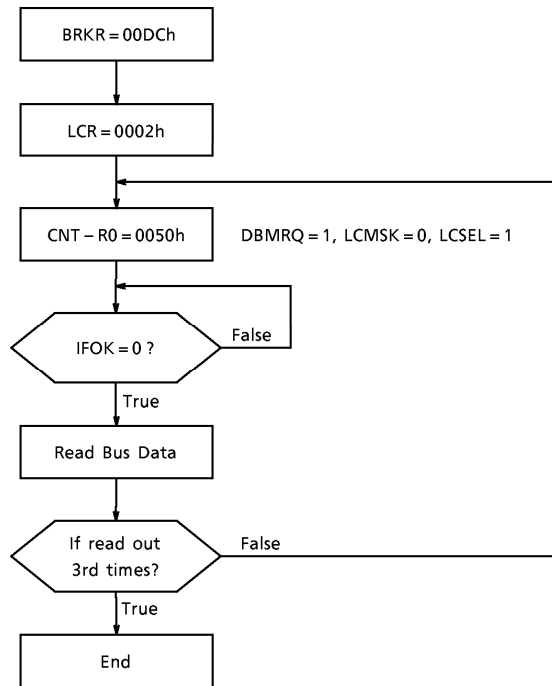 BRKR = 00DCh
LCR = 0002h
CNT – R0 = 0050h
DBMRQ = 1, LCMSK = 0, LCSEL = 1
False
IFOK = 0 ?
True
Read Bus Data
If read out
3rd times?
False
True
End